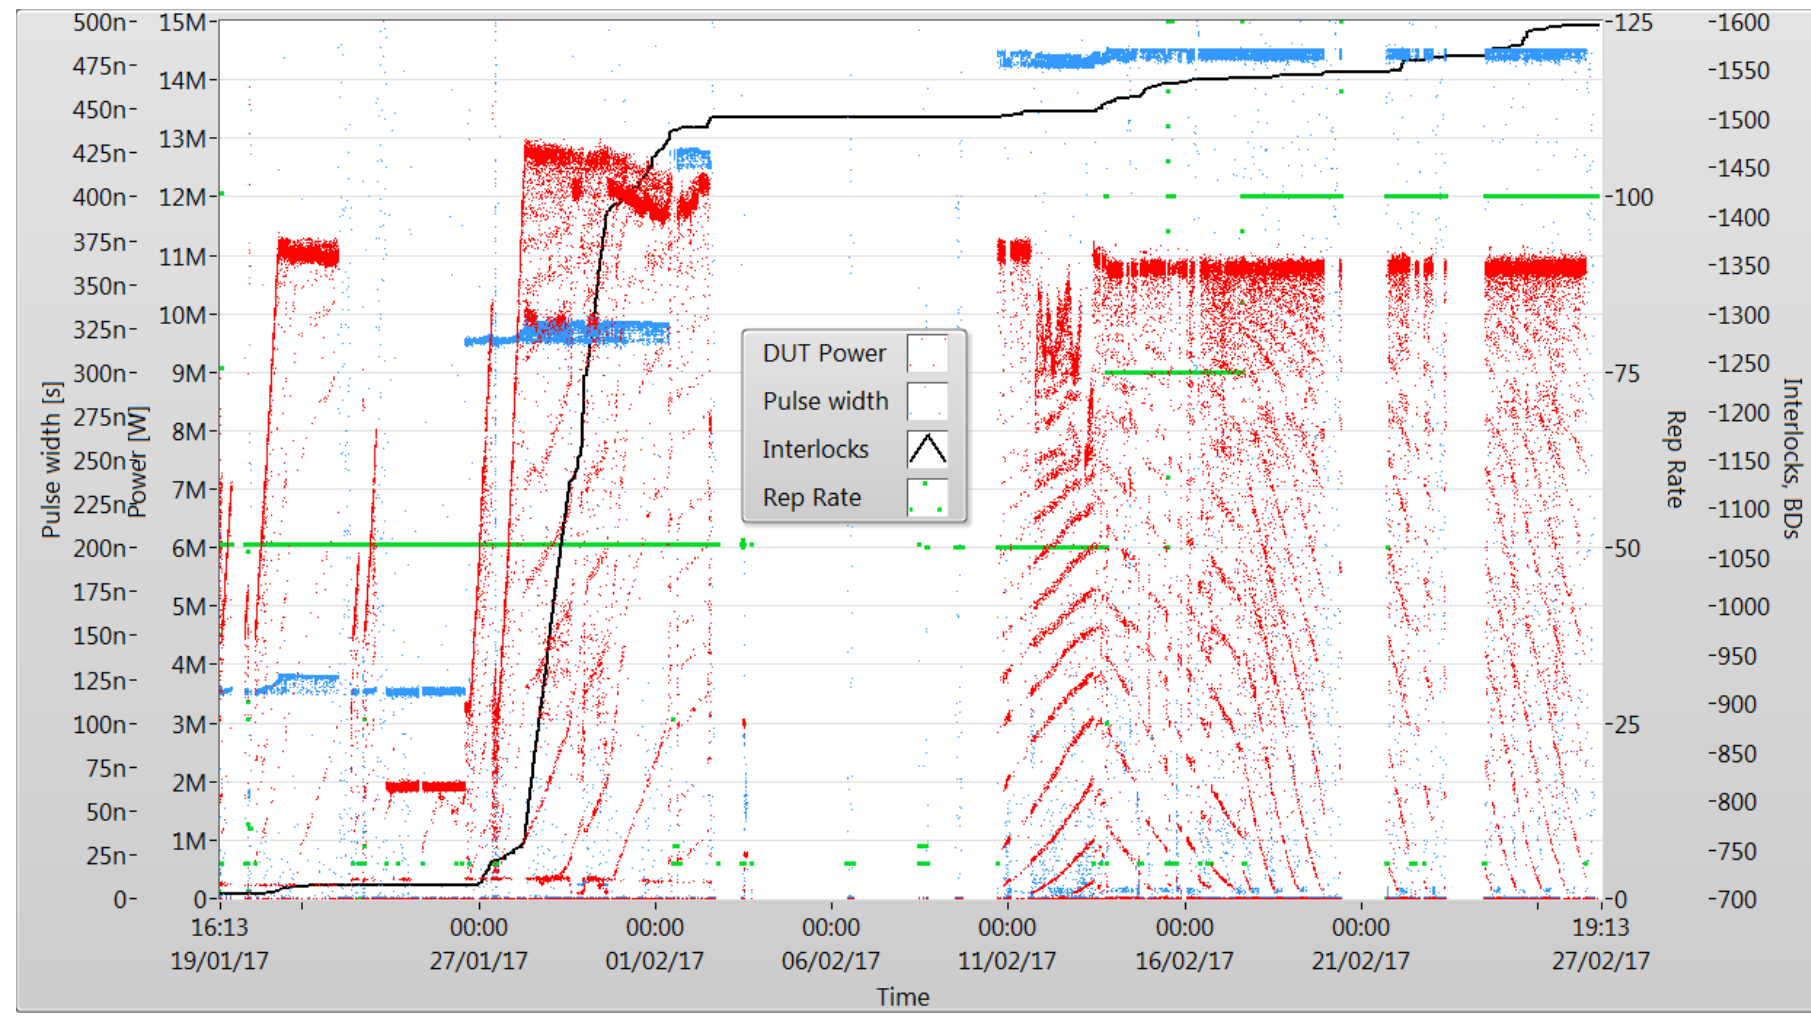 500n-
475n-
450n-
425n-
400n-
375n-
350n-
325n-
300n-
275n-
250n-
225n-
200n-
175n-
150n-
125n-
100n-
75n-
50n-
25n-
0-
Pulse width [s]
15M-
14M-
13M-
12M-
11M-
10M-
9M-
8M-
7M-
6M-
5M-
4M-
3M-
2M-
1M-
0-
Power [W]
DUT Power
Pulse width
Interlocks
Rep Rate
-125
-100
-75
-50
-25
-0
Rep Rate
-1600
-1550
-1500
-1450
-1400
-1350
-1300
-1250
-1200
-1150
-1100
-1050
-1000
-950
-900
-850
-800
-750
-700
Interlocks, BDs
16:13
19/01/17
00:00
27/01/17
00:00
01/02/17
00:00
06/02/17
00:00
11/02/17
00:00
16/02/17
00:00
21/02/17
19:13
27/02/17
Time